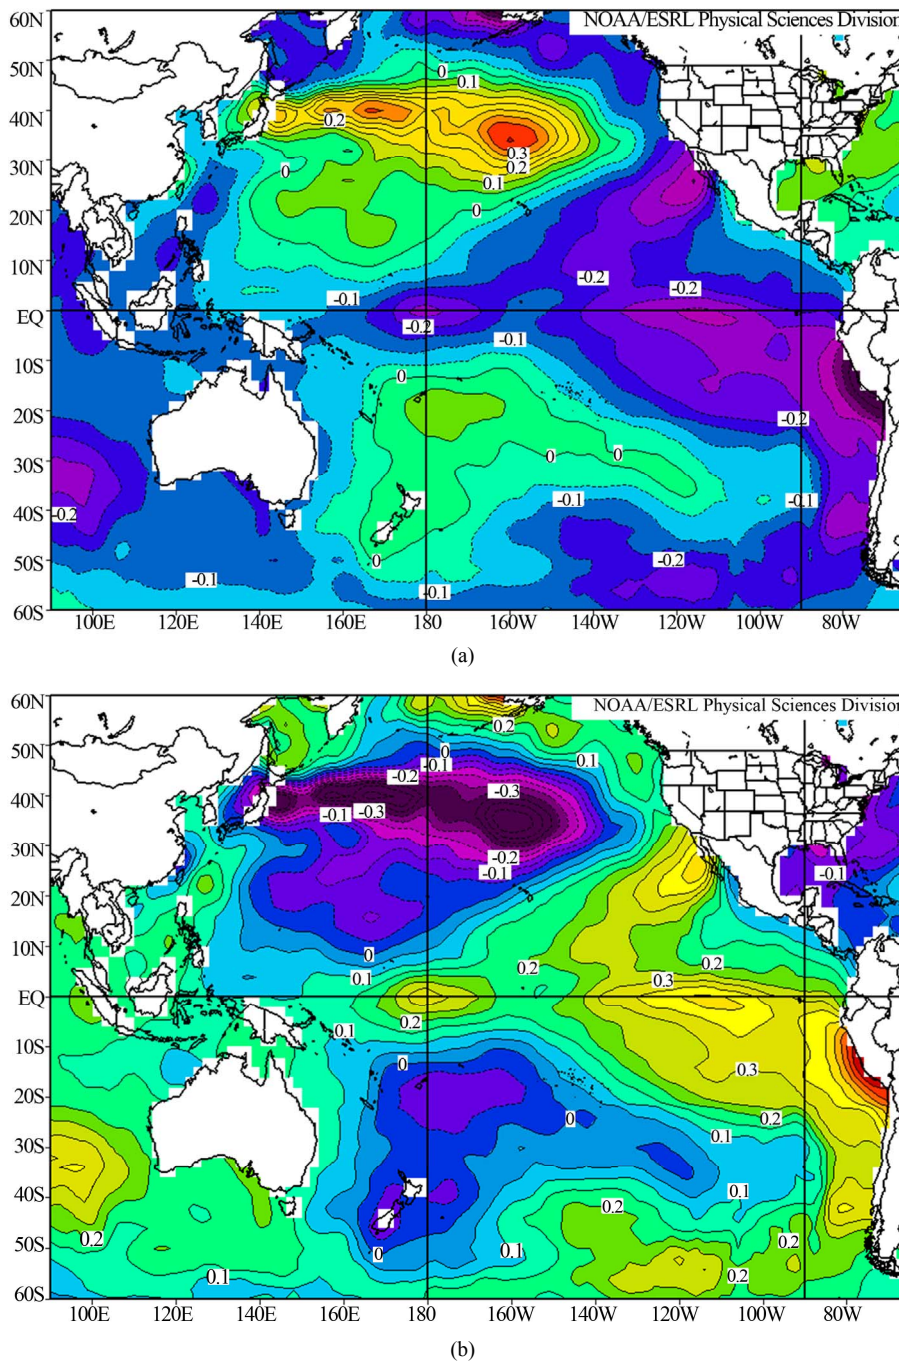 NOAA/ESRL Physical Sciences Division
60N
50N
40N
30N
20N
10N
EQ
10S
20S
30S
40S
50S
60S
0
0.1
0.2
0.3
0.2
0.1
0
0
-0.1
-0.2
-0.2
-0.2
-0.1
0
-0.2
0
0
-0.1
-0.1
-0.2
0
-0.2
-0.1
-0.1
100E 120E 140E 160E 180 160W 140W 120W 100W 80W
(a)
NOAA/ESRL Physical Sciences Division
60N
50N
40N
30N
20N
10N
EQ
10S
20S
30S
40S
50S
60S
0.2
0
0.1
-0.1
-0.2
-0.3
-0.1
-0.3
-0.2
-0.1
-0.1
0
0.2
0.2
0.1
0.3
0.2
0.1
0
0.3
0
0.2
0.1
0.1
0.2
0.2
0
0.1
0.2
0.1
0.2
100E 120E 140E 160E 180 160W 140W 120W 100W 80W
(b)